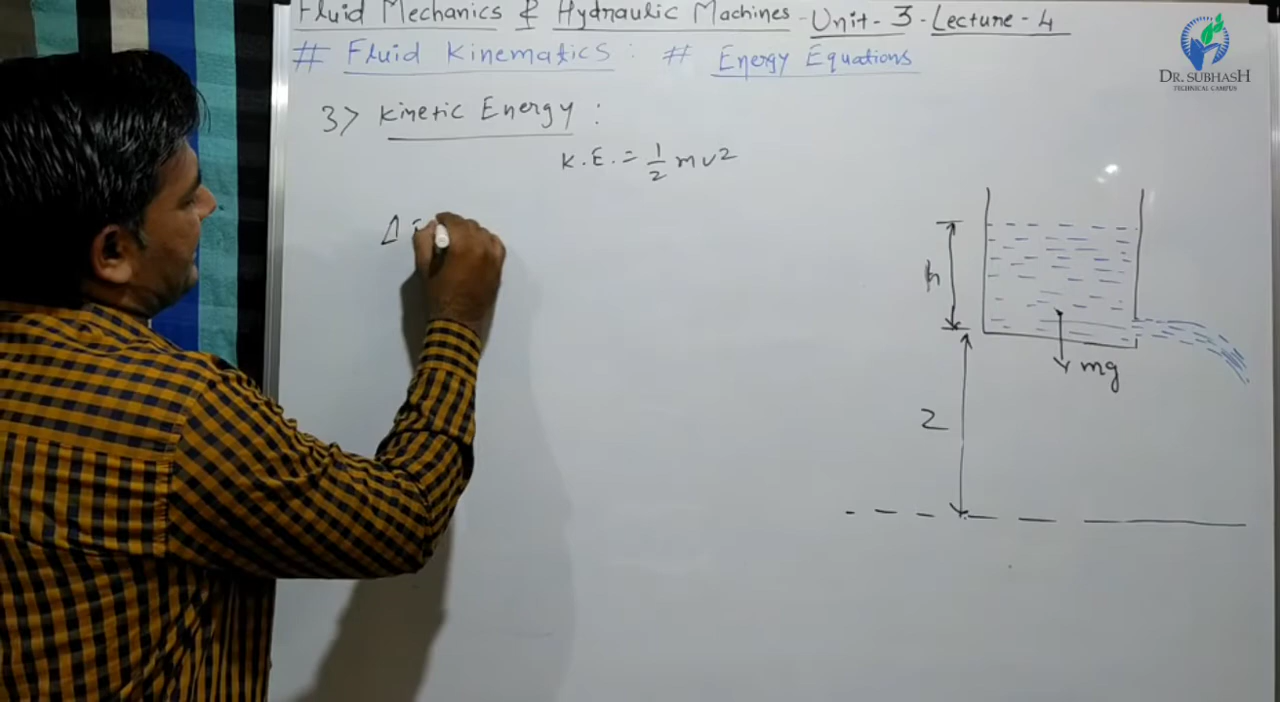 Fluid Mechanics & Hydraulic Machines - Unit - 3 - Lecture - 4
# Fluid Kinematics : # Energy Equations
DR. SUBHASH
TECHNICAL CAMPUS
3> Kinetic Energy :
K.E. = 1/2 mv²
Δ
h
mg
Z